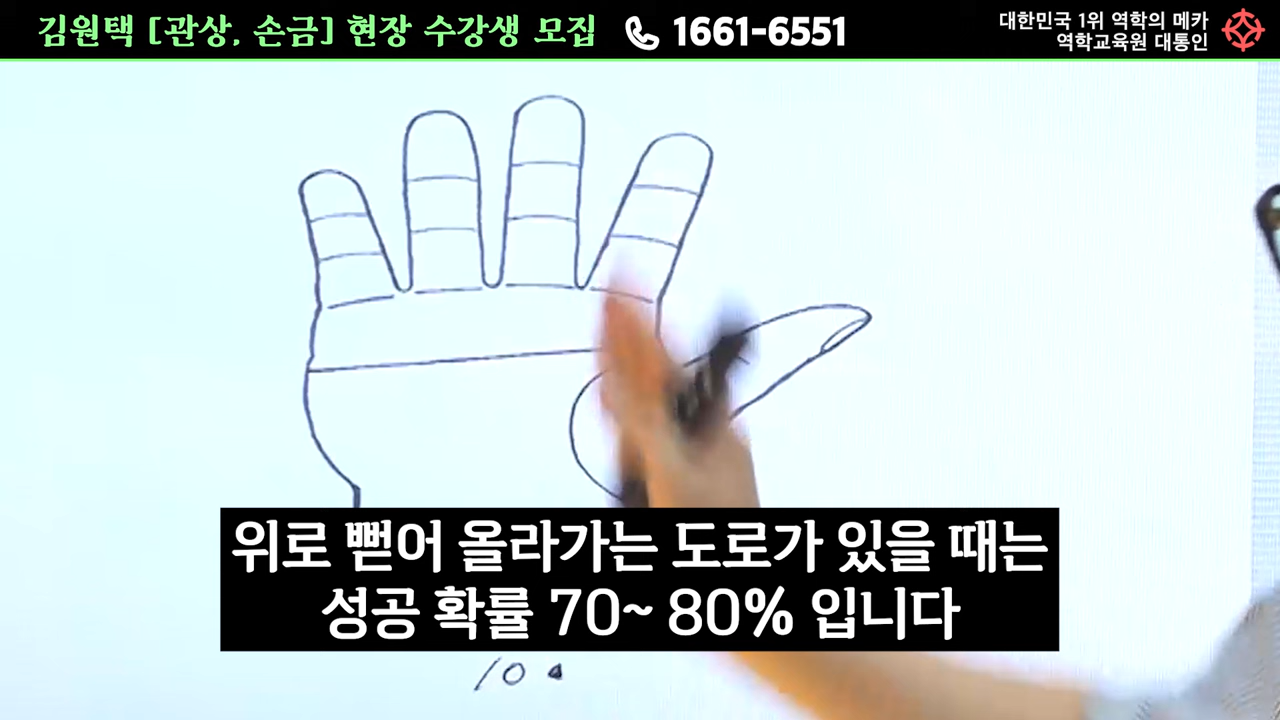 김원택 [관상, 손금] 현장 수강생 모집 1661-6551
대한민국 1위 역학의 메카
역학교육원 대통인
위로 뻗어 올라가는 도로가 있을 때는
성공 확률 70~ 80% 입니다
10